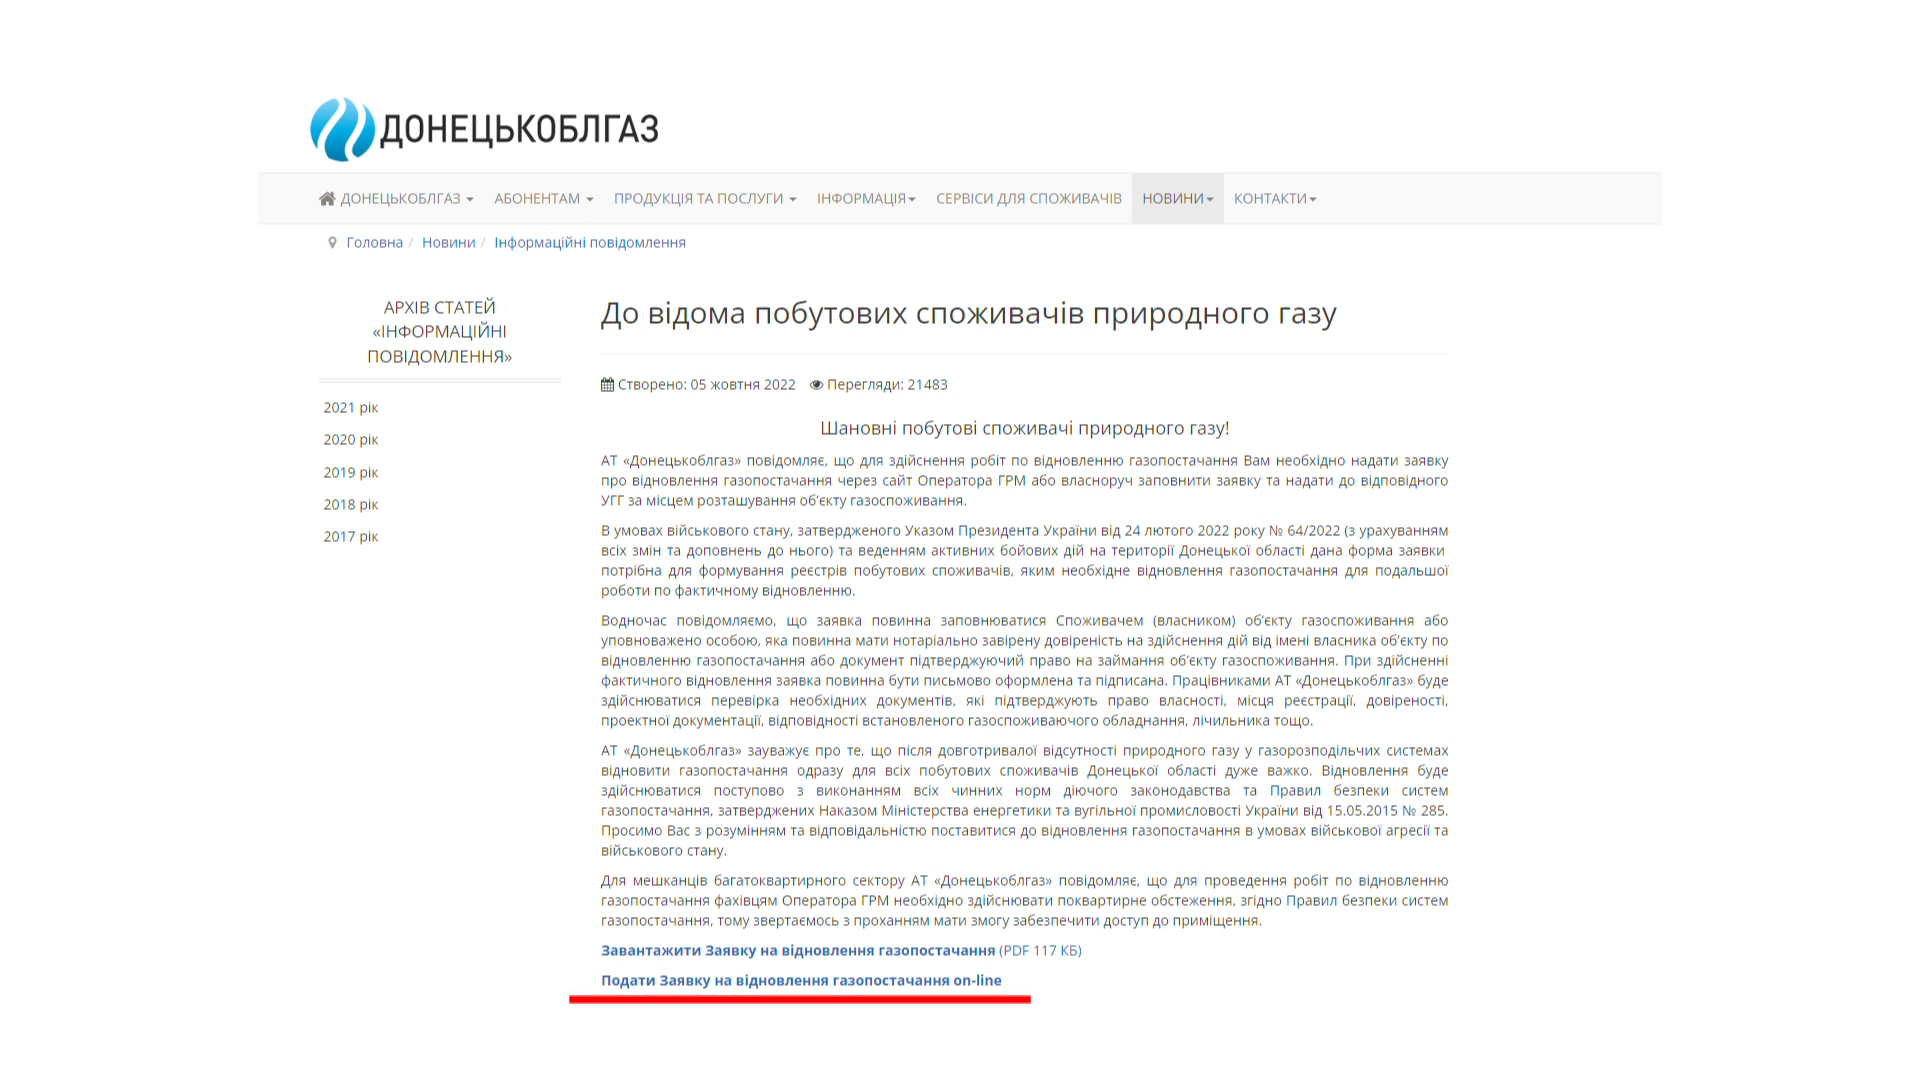 ДОНЕЦЬКОБЛГАЗ
ДОНЕЦЬКОБЛГАЗ АБОНЕНТАМ ПРОДУКЦІЯ ТА ПОСЛУГИ ІНФОРМАЦІЯ СЕРВІСИ ДЛЯ СПОЖИВАЧІВ НОВИНИ КОНТАКТИ
Головна / Новини / Інформаційні повідомлення
АРХІВ СТАТЕЙ
«ІНФОРМАЦІЙНІ
ПОВІДОМЛЕННЯ»
2021 рік
2020 рік
2019 рік
2018 рік
2017 рік
До відома побутових споживачів природного газу
Створено: 05 жовтня 2022 Перегляди: 21483
Шановні побутові споживачі природного газу!
АТ «Донецькоблгаз» повідомляє, що для здійснення робіт по відновленню газопостачання Вам необхідно надати заявку
про відновлення газопостачання через сайт Оператора ГРМ або власноруч заповнити заявку та надати до відповідного
УГГ за місцем розташування об’єкту газоспоживання.
В умовах військового стану, затвердженого Указом Президента України від 24 лютого 2022 року № 64/2022 (з урахуванням
всіх змін та доповнень до нього) та веденням активних бойових дій на території Донецької області дана форма заявки
потрібна для формування реєстрів побутових споживачів, яким необхідне відновлення газопостачання для подальшої
роботи по фактичному відновленню.
Водночас повідомляємо, що заявка повинна заповнюватися Споживачем (власником) об’єкту газоспоживання або
уповноважено особою, яка повинна мати нотаріально завірену довіреність на здійснення дій від імені власника об’єкту по
відновленню газопостачання або документ підтверджуючий право на займання об’єкту газоспоживання. При здійсненні
фактичного відновлення заявка повинна бути письмово оформлена та підписана. Працівниками АТ «Донецькоблгаз» буде
здійснюватися перевірка необхідних документів, які підтверджують право власності, місця реєстрації, довіреності,
проектної документації, відповідності встановленого газоспоживаючого обладнання, лічильника тощо.
АТ «Донецькоблгаз» зауважує про те, що після довготривалої відсутності природного газу у газорозподільчих системах
відновити газопостачання одразу для всіх побутових споживачів Донецької області дуже важко. Відновлення буде
здійснюватися поступово з виконанням всіх чинних норм діючого законодавства та Правил безпеки систем
газопостачання, затверджених Наказом Міністерства енергетики та вугільної промисловості України від 15.05.2015 № 285.
Просимо Вас з розумінням та відповідальністю поставитися до відновлення газопостачання в умовах військової агресії та
військового стану.
Для мешканців багатоквартирного сектору АТ «Донецькоблгаз» повідомляє, що для проведення робіт по відновленню
газопостачання фахівцям Оператора ГРМ необхідно здійснювати поквартирне обстеження, згідно Правил безпеки систем
газопостачання, тому звертаємось з проханням мати змогу забезпечити доступ до приміщення.
Завантажити Заявку на відновлення газопостачання (PDF 117 КБ)
Подати Заявку на відновлення газопостачання on-line